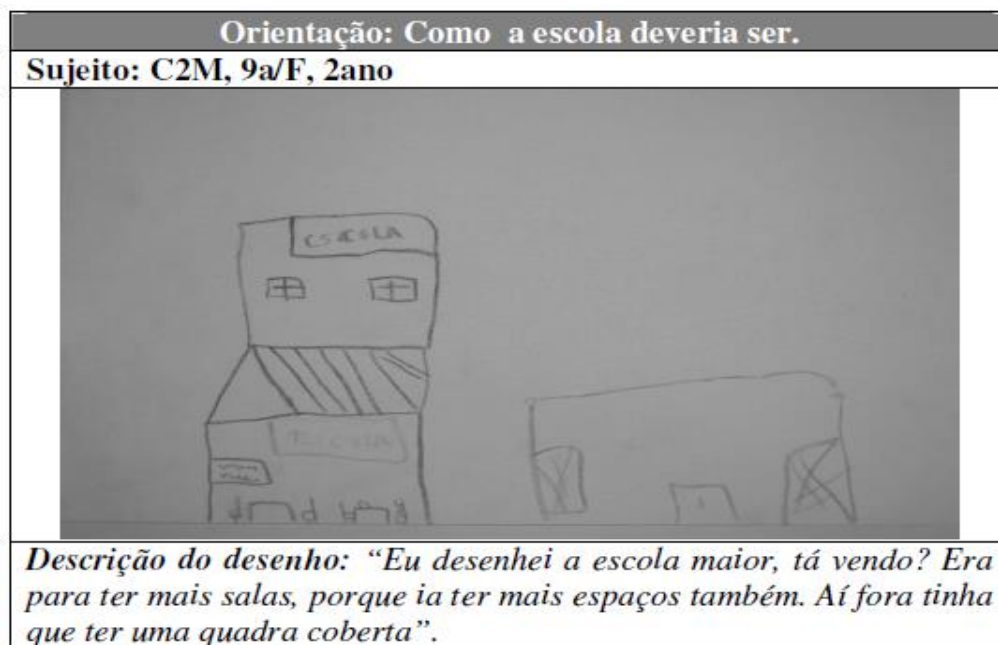 Orientação: Como a escola deveria ser.
Sujeito: C2M, 9a/F, 2ano
ESCOLA
ESCOLA
Descrição do desenho: “Eu desenhei a escola maior, tá vendo? Era
para ter mais salas, porque ia ter mais espaços também. Aí fora tinha
que ter uma quadra coberta”.